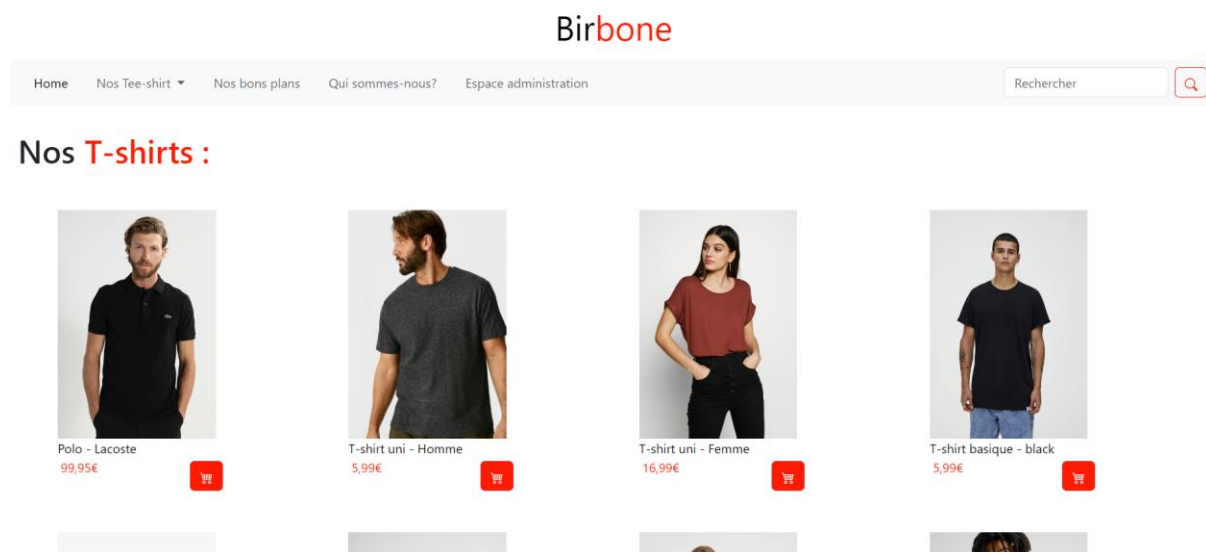 Birbone
Home Nos Tee-shirt Nos bons plans Qui sommes-nous? Espace administration Rechercher
Nos T-shirts :
Polo - Lacoste T-shirt uni - Homme T-shirt uni - Femme T-shirt basique - black
99,95€ 5,99€ 16,99€ 5,99€